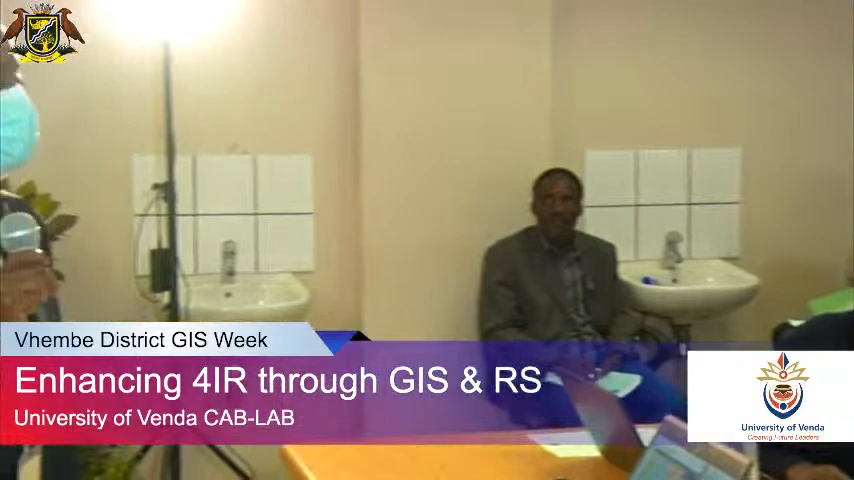 Vhembe District GIS Week
Enhancing 4IR through GIS & RS
University of Venda CAB-LAB
University of Venda
Creating Future Leaders